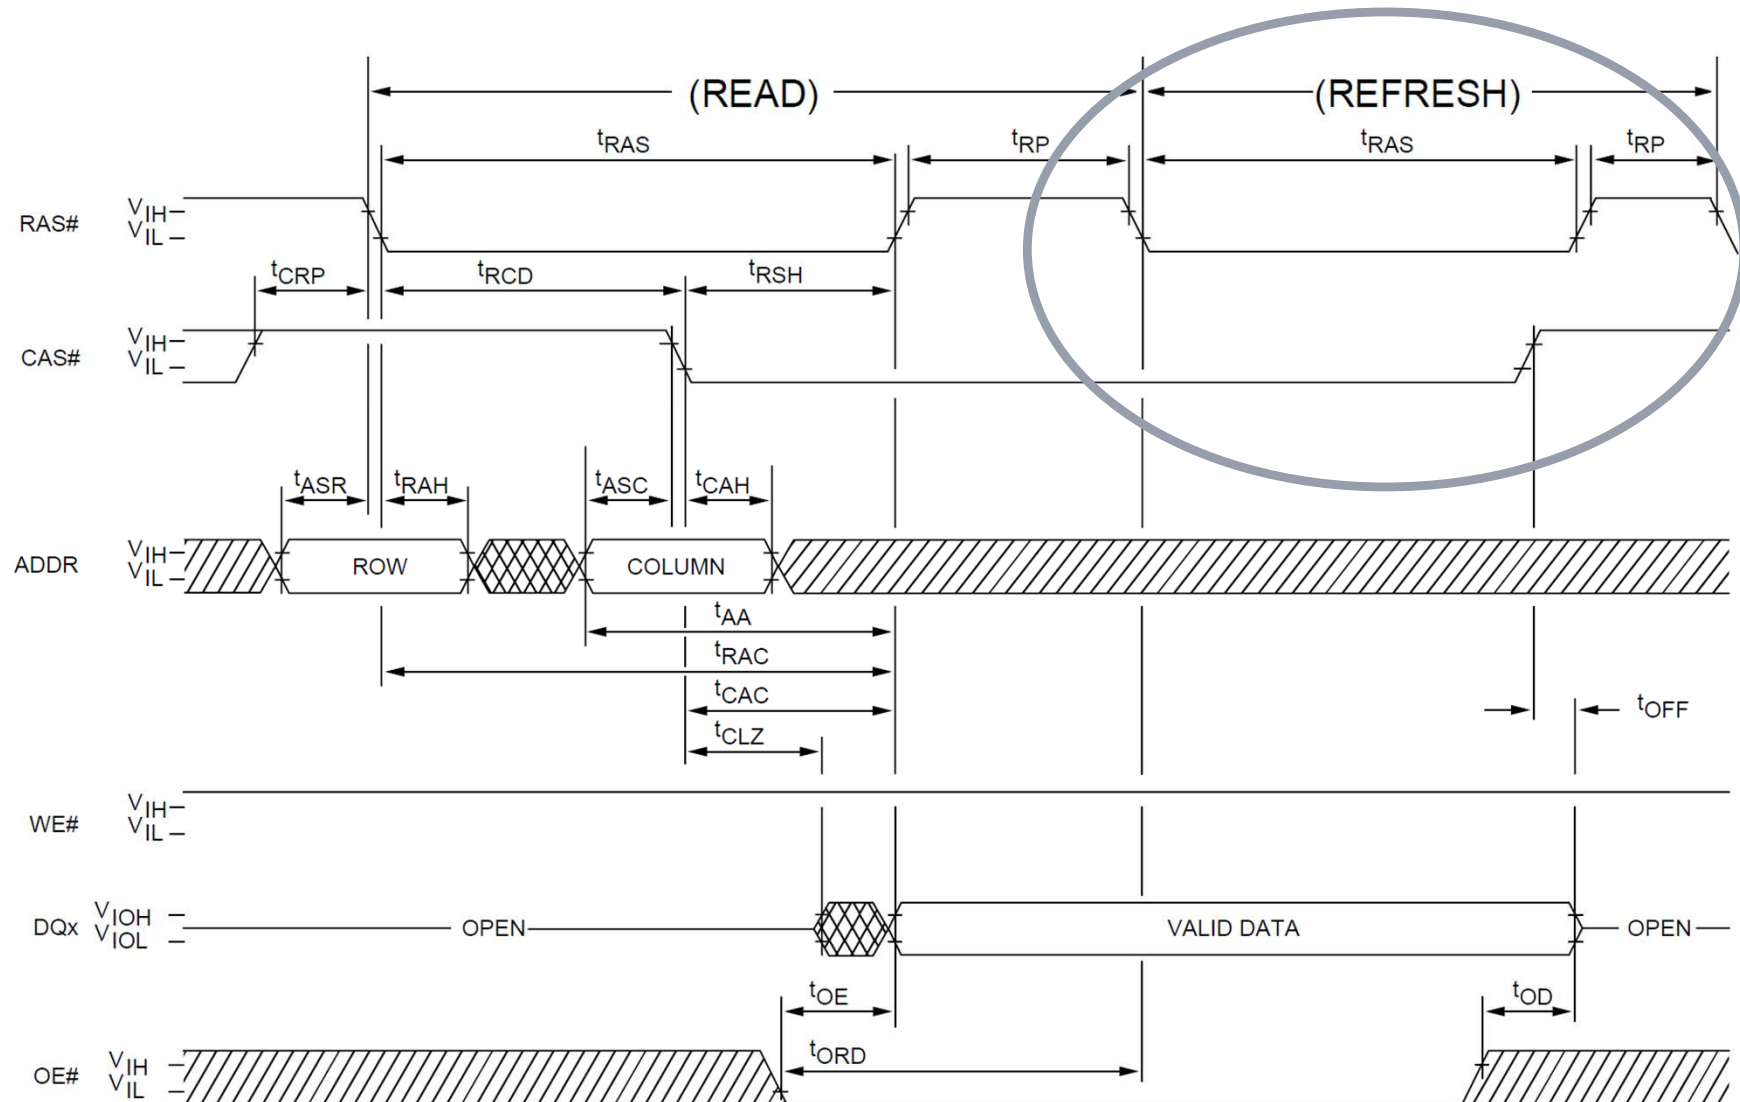 (READ) (REFRESH)
tRAS tRP tRAS tRP
RAS# VIH
VIL
tCRP tRCD tRSH
CAS# VIH
VIL
tASR tRAH tASC tCAH
ADDR VIH
VIL
ROW COLUMN
tAA
tRAC
tCAC
tOFF
tCLZ
WE# VIH
VIL
DQx VIOH
VIOL
OPEN VALID DATA OPEN
tOE tOD
tORD
OE# VIH
VIL